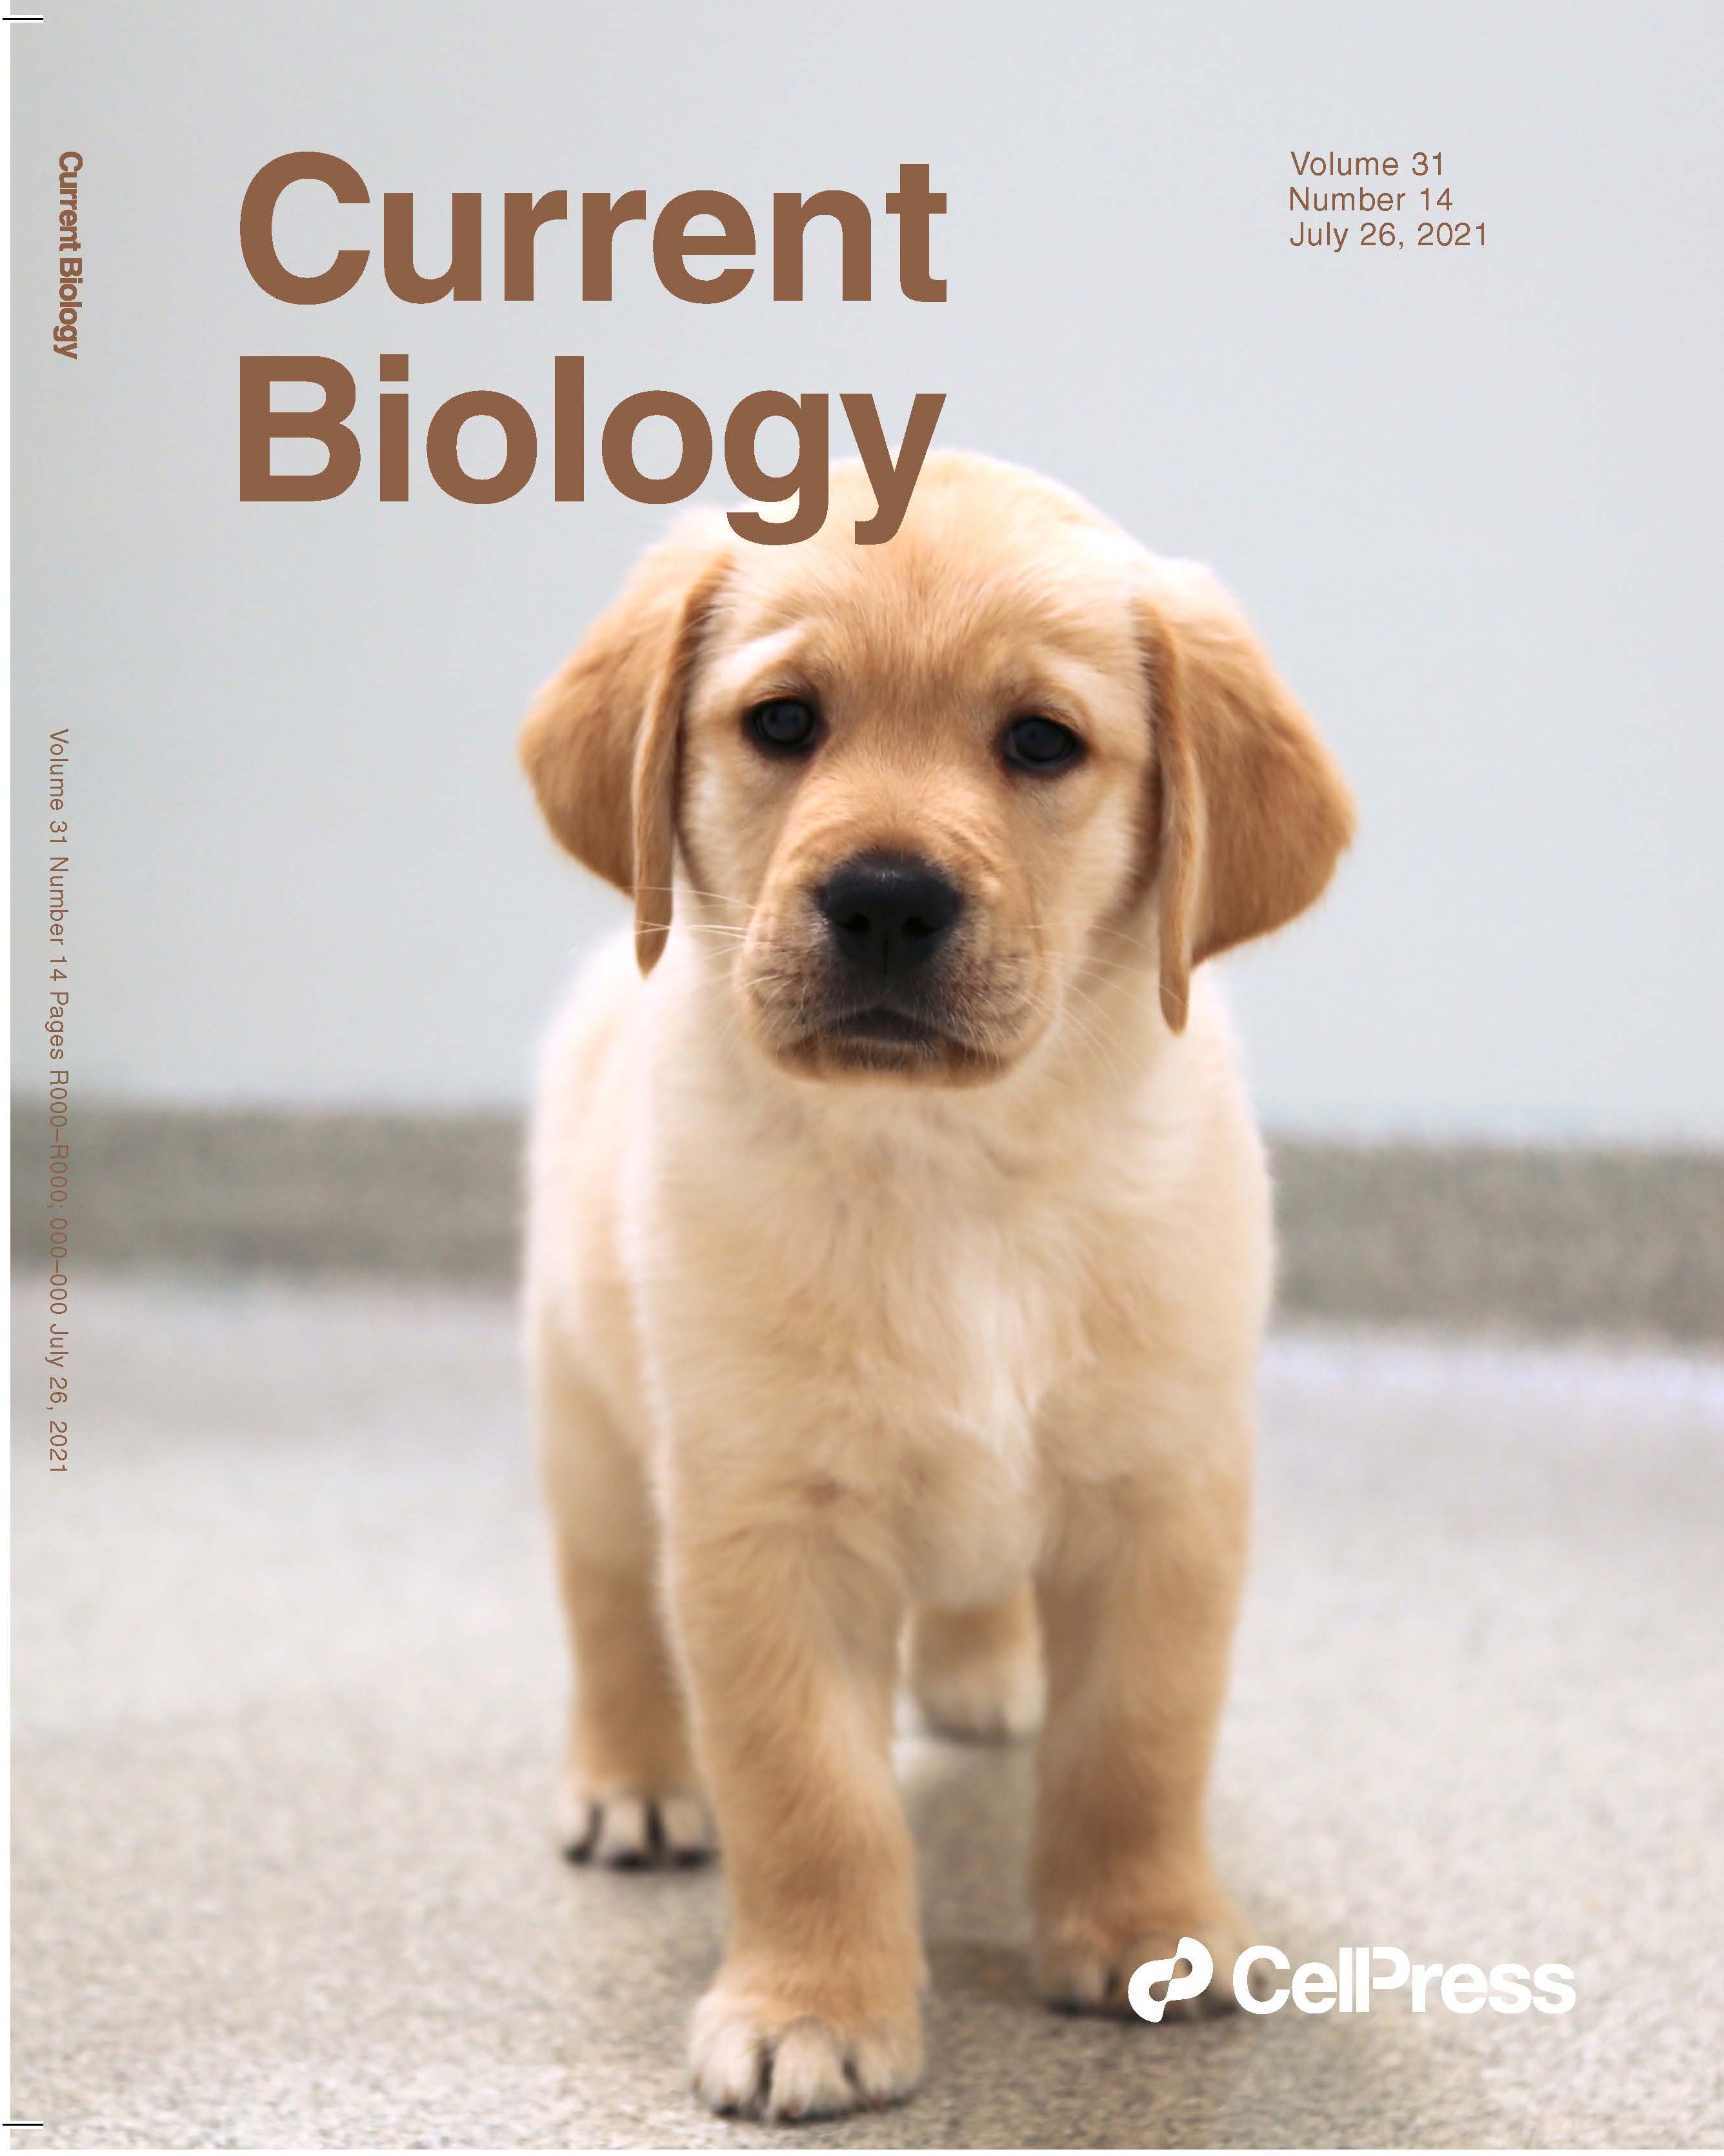 Current Biology
Volume 31 Number 14 Pages R000–R000; 000–000 July 26, 2021
Current
Biology
Volume 31
Number 14
July 26, 2021
CellPress